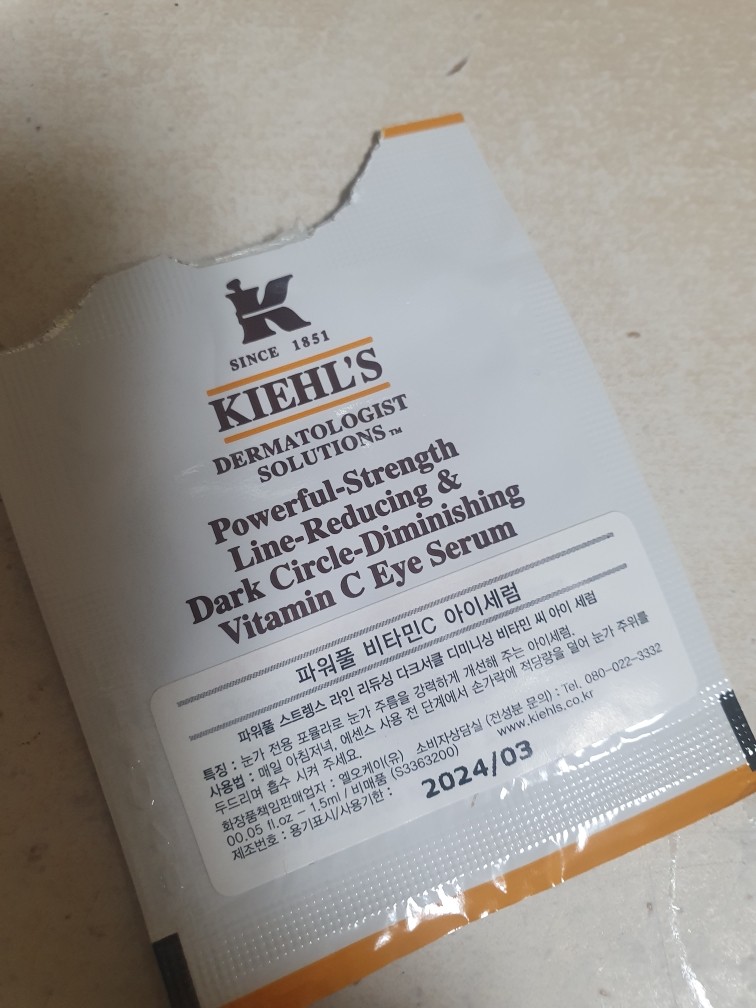 K
SINCE 1851
KIEHL'S
DERMATOLOGIST
SOLUTIONS™
Powerful-Strength
Line-Reducing &
Dark Circle-Diminishing
Vitamin C Eye Serum
파워풀 비타민C 아이세럼
파워풀 스트렝스 라인 리듀싱 다크서클 디미니싱 비타민 씨 아이 세럼
특징 : 눈가 전용 포뮬라로 눈가 주름을 강력하게 개선해 주는 아이세럼.
사용법 : 매일 아침저녁, 에센스 사용 전 단계에서 손가락에 적당량을 덜어 눈가 주위를
두드리며 흡수 시켜 주세요.
화장품책임판매업자 : 엘오케이(유) 소비자상담실 (전성분 문의) : Tel. 080-022-3332
00.05 fl.oz - 1.5ml / 비매품 (S3363200) www.kiehls.co.kr
제조번호 : 용기표시/사용기한 : 2024/03